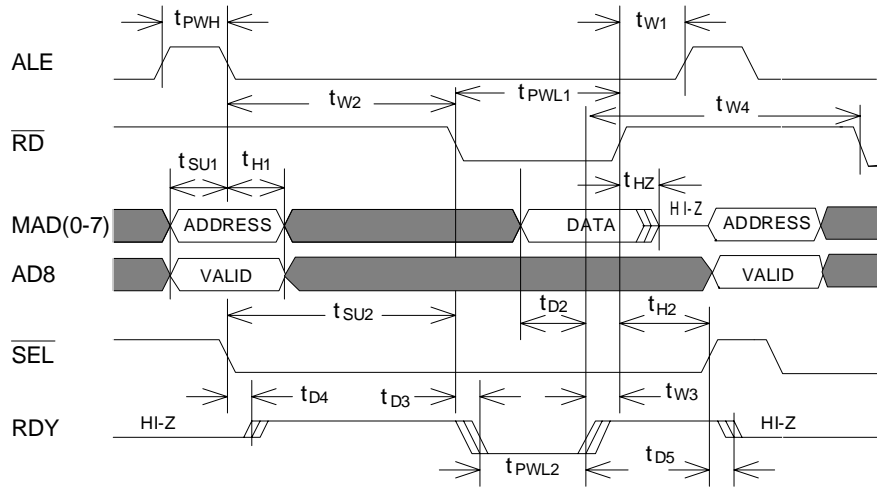 tPWH
tW1
ALE
tW2
tPWL1
tW4
RD
tSU1
tH1
tHZ
MAD(0-7)
ADDRESS
DATA
HI-Z
ADDRESS
AD8
VALID
VALID
tSU2
tD2
tH2
SEL
tD4
tD3
tW3
RDY
HI-Z
tPWL2
tD5
HI-Z